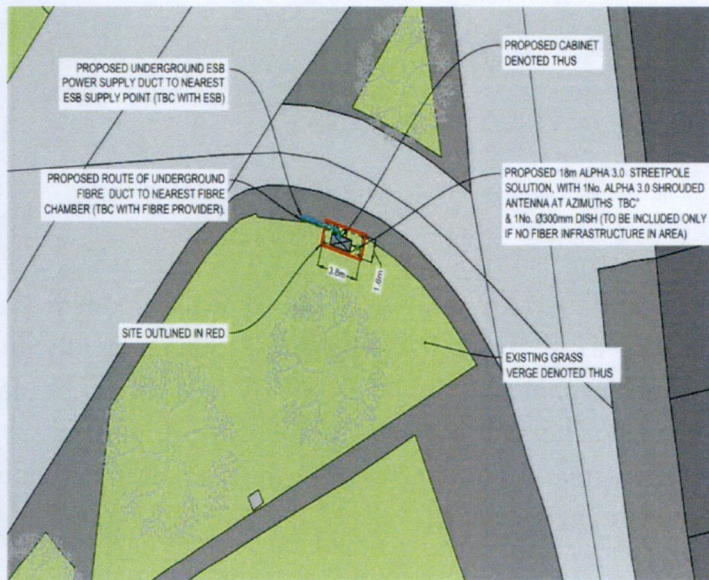 PROPOSED UNDERGROUND ESB
POWER SUPPLY DUCT TO NEAREST
ESB SUPPLY POINT (TBC WITH ESB)
PROPOSED CABINET
DENOTED THUS
PROPOSED ROUTE OF UNDERGROUND
FIBRE DUCT TO NEAREST FIBRE
CHAMBER (TBC WITH FIBRE PROVIDER).
PROPOSED 18m ALPHA 3.0 STREETPOLE
SOLUTION, WITH 1No. ALPHA 3.0 SHROUDED
ANTENNA AT AZIMUTHS TBC°
& 1No. Ø300mm DISH (TO BE INCLUDED ONLY
IF NO FIBER INFRASTRUCTURE IN AREA)
1.6m
SITE OUTLINED IN RED
EXISTING GRASS
VERGE DENOTED THUS